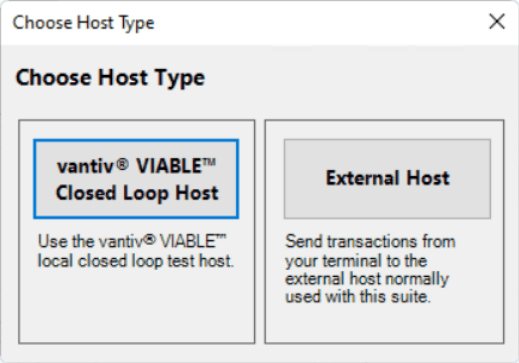 Choose Host Type
Choose Host Type
vantiv® VIABLE™
Closed Loop Host
Use the vantiv® VIABLE™
local closed loop test host.
External Host
Send transactions from
your terminal to the
external host normally
used with this suite.